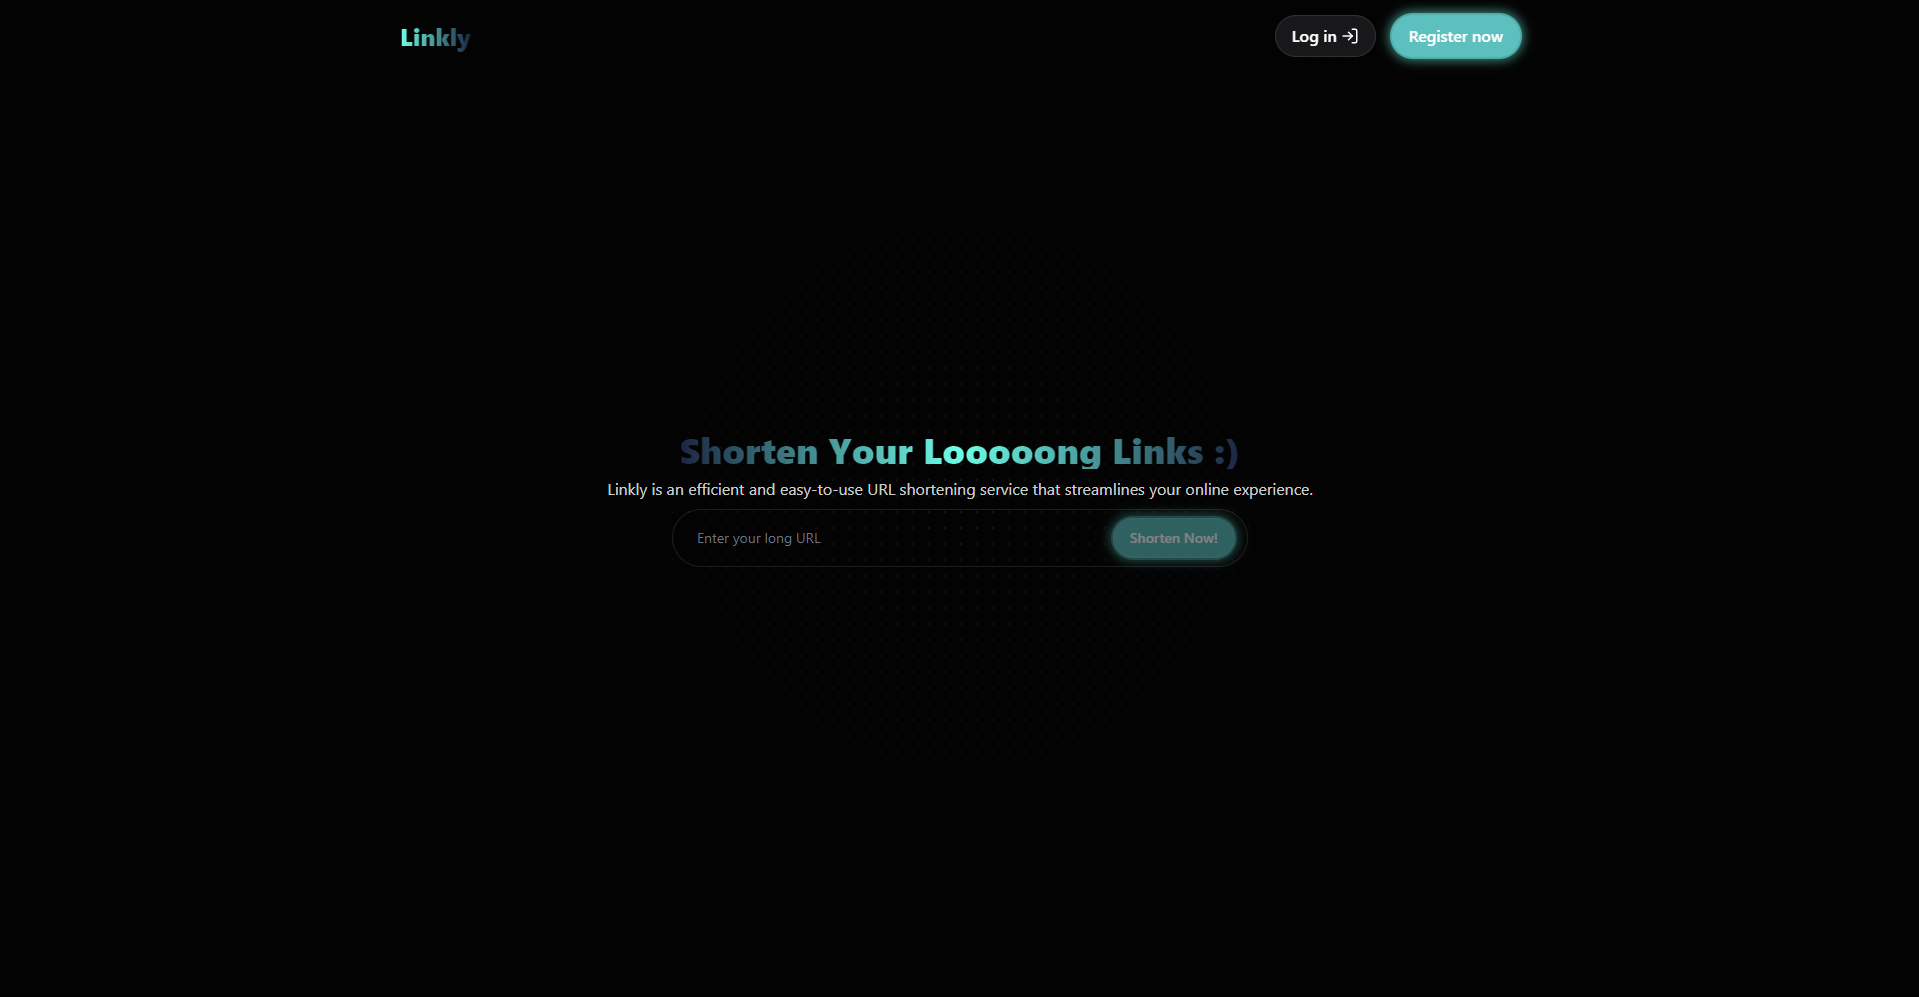 Linkly
Log in
Register now
Shorten Your Looooong Links :)
Linkly is an efficient and easy-to-use URL shortening service that streamlines your online experience.
Enter your long URL
Shorten Now!